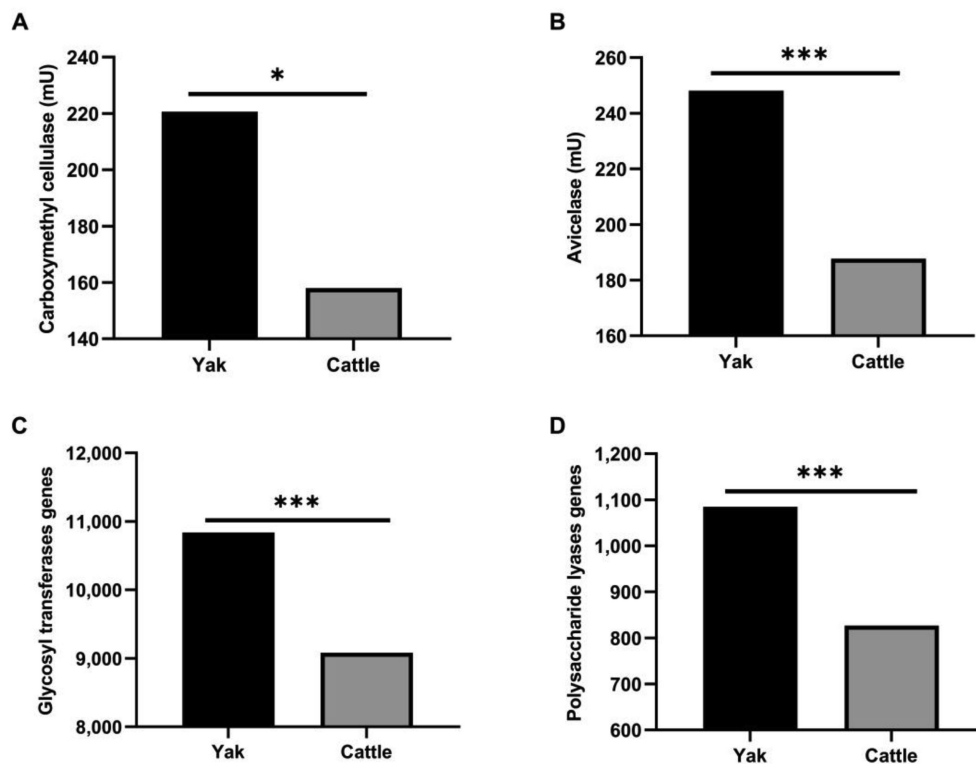 A
Carboxymethyl cellulase (mU)
240
220
200
180
160
140
*
Yak
Cattle
B
Avicelase (mU)
260
240
220
200
180
160
***
Yak
Cattle
C
Glycosyl transferases genes
12,000
11,000
10,000
9,000
8,000
***
Yak
Cattle
D
Polysaccharide lyases genes
1,200
1,100
1,000
900
800
700
600
***
Yak
Cattle